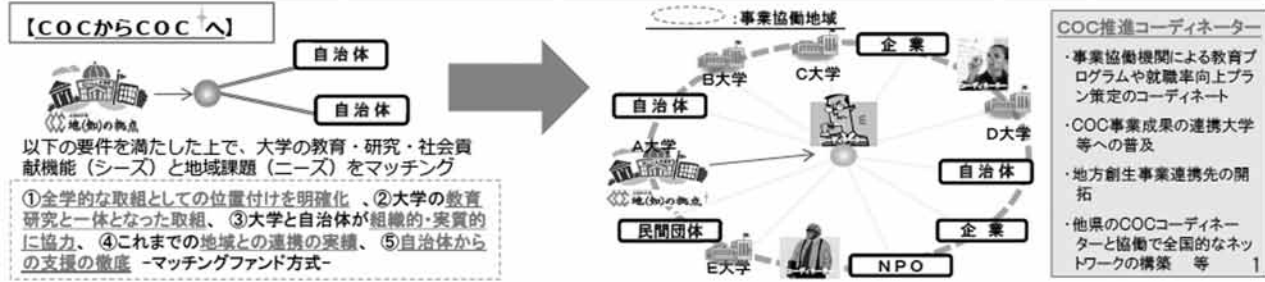 【COCからCOC+へ】
自治体
自治体
地(知)の拠点
以下の要件を満たした上で、大学の教育・研究・社会貢
献機能（シーズ）と地域課題（ニーズ）をマッチング
①全学的な取組としての位置付けを明確化 、②大学の教育
研究と一体となった取組、 ③大学と自治体が組織的・実質的
に協力、 ④これまでの地域との連携の実績、 ⑤自治体から
の支援の徹底 -マッチングファンド方式-
：事業協働地域
企業
C大学
B大学
自治体
D大学
A大学
地(知)の拠点
自治体
民間団体
企業
E大学
NPO
COC推進コーディネーター
・事業協働機関による教育プ
ログラムや就職率向上プラ
ン策定のコーディネート
・COC事業成果の連携大学
等への普及
・地方創生事業連携先の開
拓
・他県のCOCコーディネー
ターと協働で全国的なネッ
トワークの構築 等
1